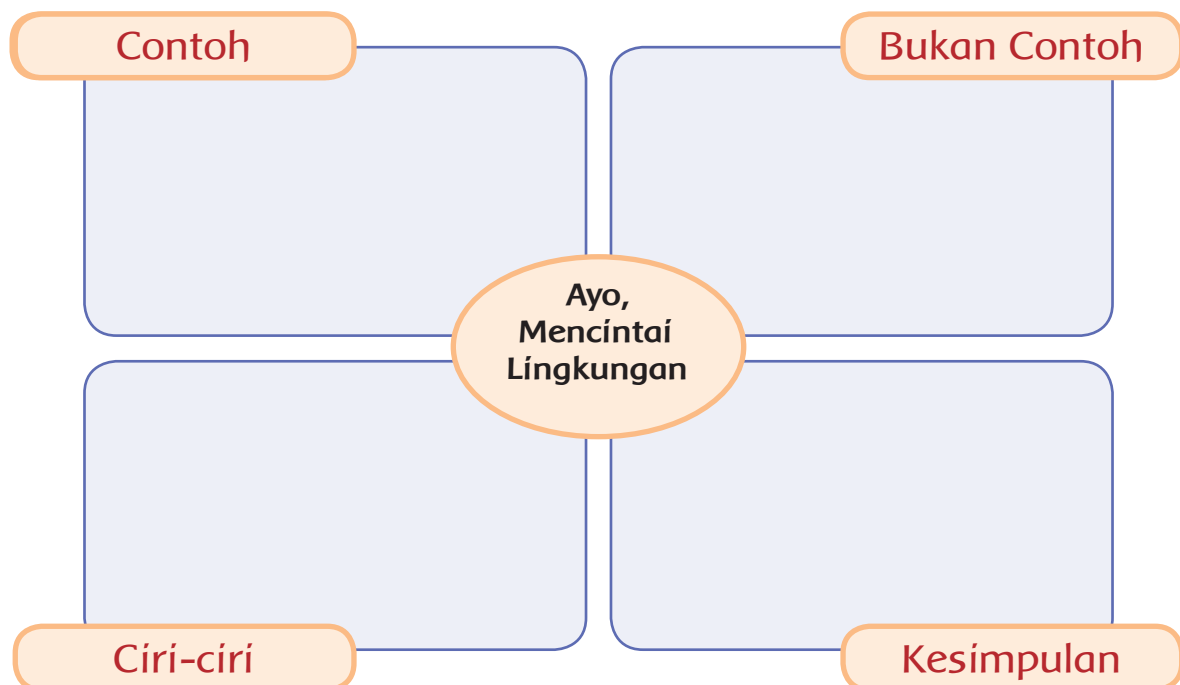 Contoh
Bukan Contoh
Ayo,
Mencintai
Lingkungan
Ciri-ciri
Kesimpulan